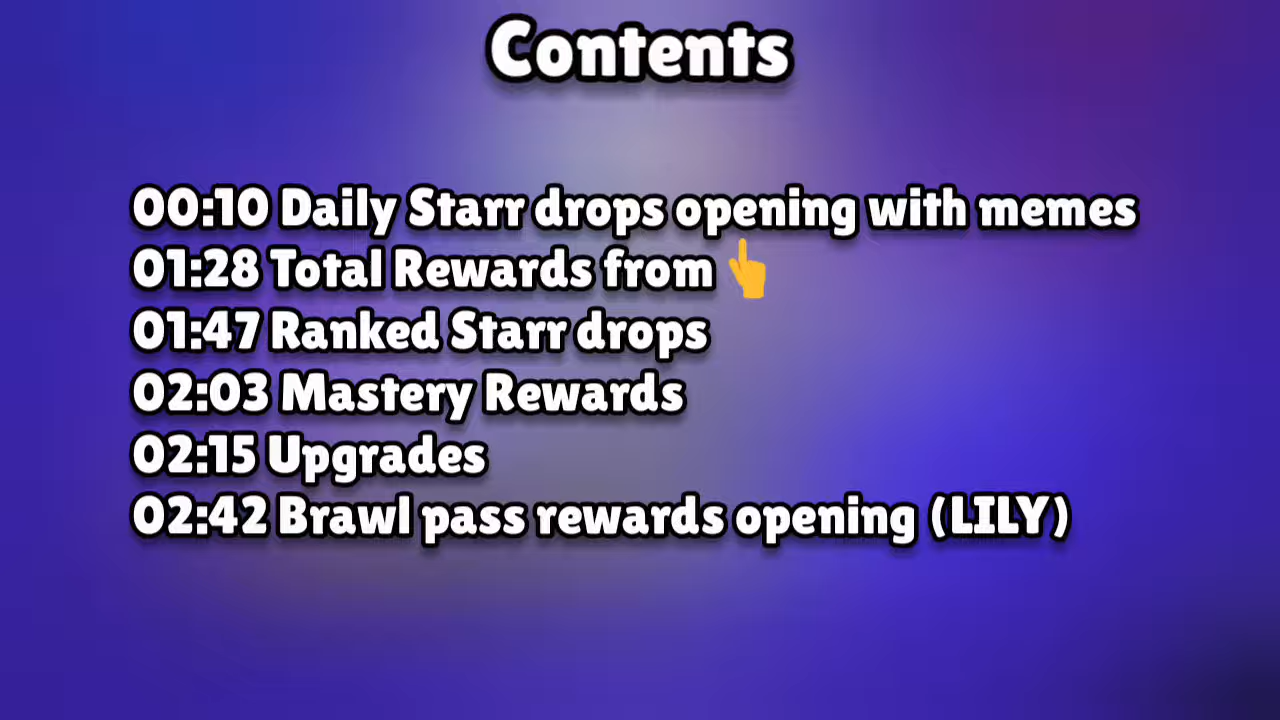 Contents
00:10 Daily Starr drops opening with memes
01:28 Total Rewards from 👆
01:47 Ranked Starr drops
02:03 Mastery Rewards
02:15 Upgrades
02:42 Brawl pass rewards opening (LILY)